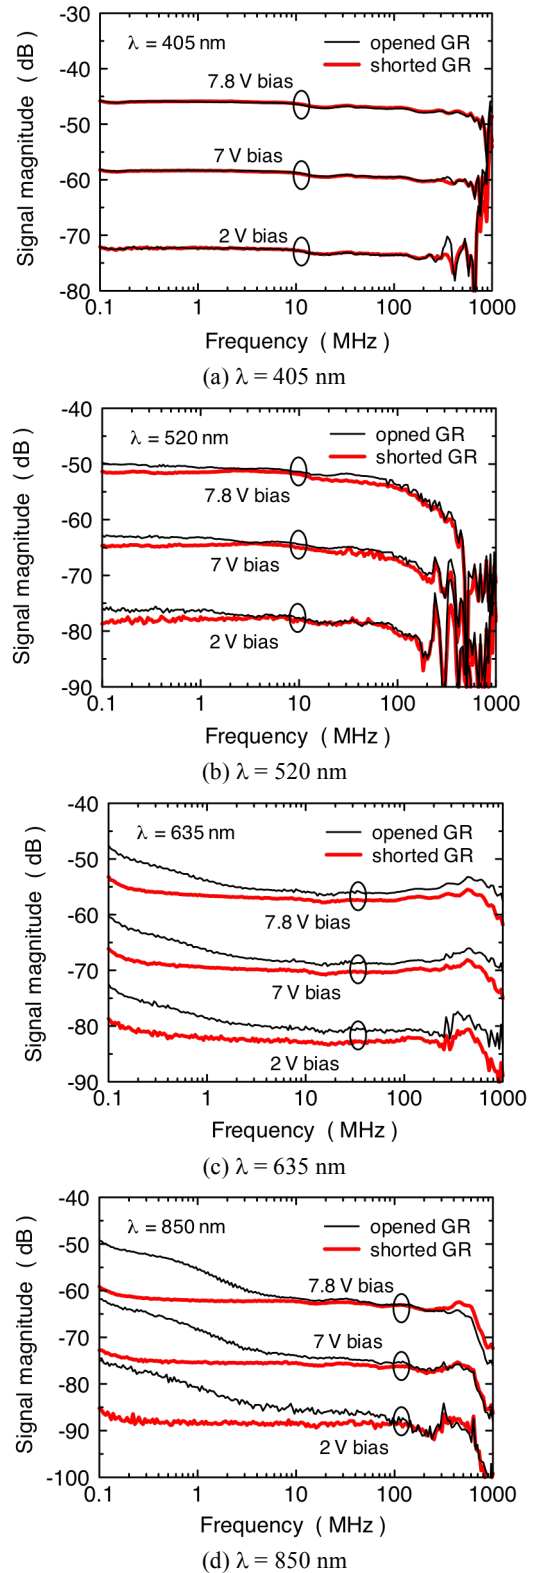 -30
-40
-50
-60
-70
-80
Signal magnitude ( dB )
λ = 405 nm
opened GR
shorted GR
7.8 V bias
7 V bias
2 V bias
0.1 1 10 100 1000
Frequency ( MHz )
(a) λ = 405 nm
-40
-50
-60
-70
-80
-90
Signal magnitude ( dB )
λ = 520 nm
opned GR
shorted GR
7.8 V bias
7 V bias
2 V bias
0.1 1 10 100 1000
Frequency ( MHz )
(b) λ = 520 nm
-40
-50
-60
-70
-80
-90
Signal magnitude ( dB )
λ = 635 nm
opened GR
shorted GR
7.8 V bias
7 V bias
2 V bias
0.1 1 10 100 1000
Frequency ( MHz )
(c) λ = 635 nm
-40
-50
-60
-70
-80
-90
-100
Signal magnitude ( dB )
λ = 850 nm
opened GR
shorted GR
7.8 V bias
7 V bias
2 V bias
0.1 1 10 100 1000
Frequency ( MHz )
(d) λ = 850 nm